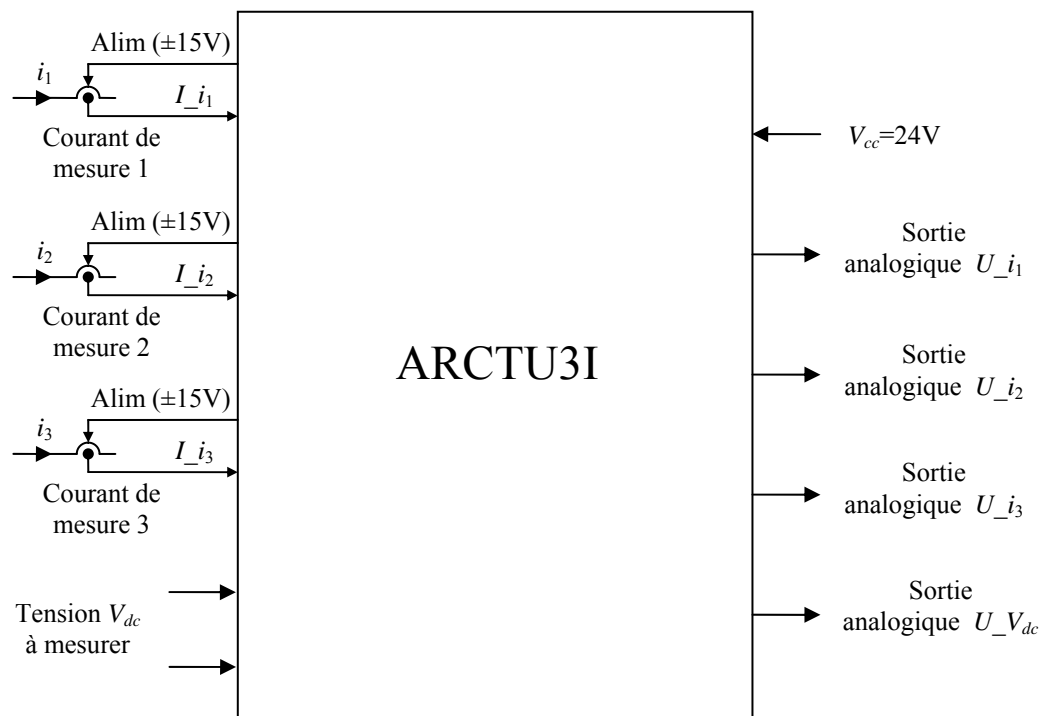 Alim (±15V)
i1
I_i1
Courant de
mesure 1
Alim (±15V)
i2
I_i2
Courant de
mesure 2
Alim (±15V)
i3
I_i3
Courant de
mesure 3
Tension Vdc
à mesurer
ARCTU3I
Vcc=24V
Sortie
analogique U_i1
Sortie
analogique U_i2
Sortie
analogique U_i3
Sortie
analogique U_Vdc